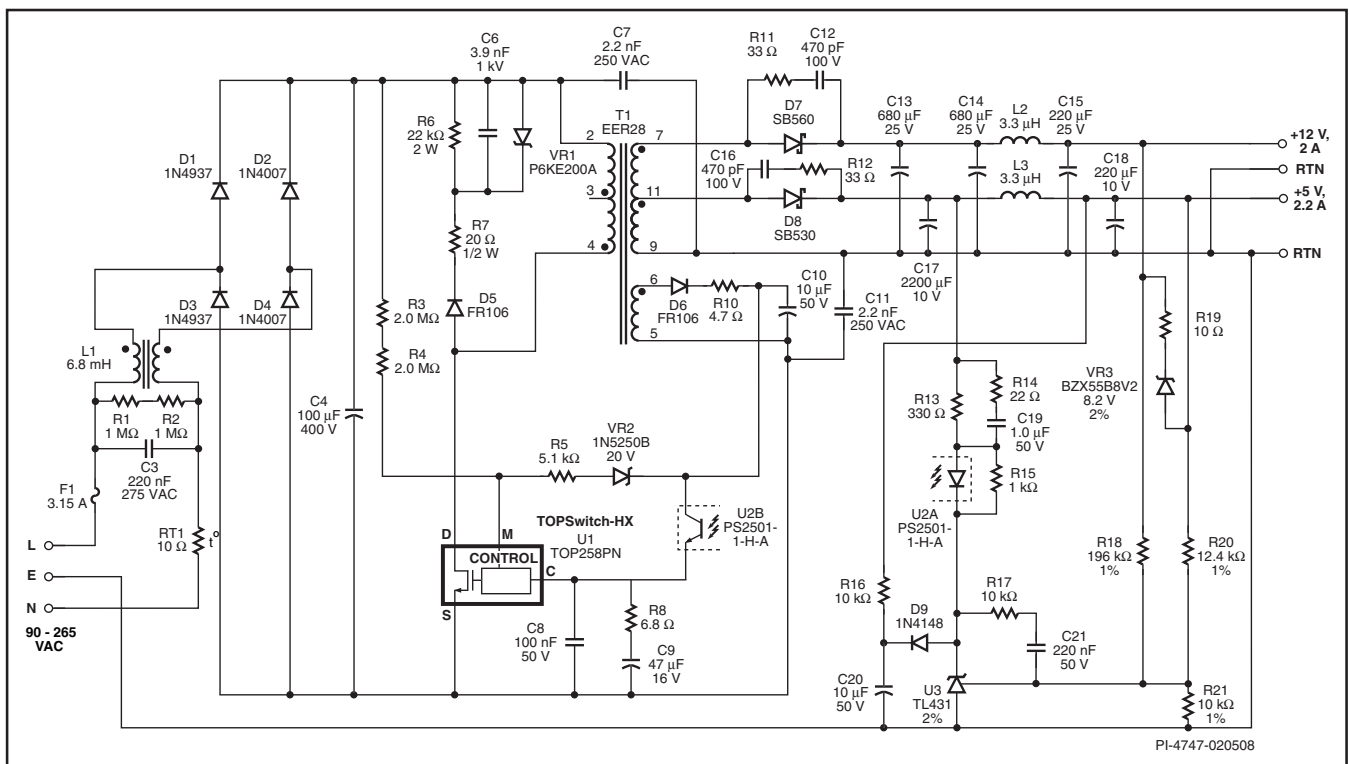 C6
3.9 nF
1 kV
C7
2.2 nF
250 VAC
R11
33 Ω
C12
470 pF
100 V
D7
SB560
C13
680 µF
25 V
C14
680 µF
25 V
L2
3.3 µH
C15
220 µF
25 V
+12 V,
2 A
RTN
+5 V,
2.2 A
RTN
R6
22 kΩ
2 W
VR1
P6KE200A
T1
EER28
2
3
4
7
11
9
6
5
C16
470 pF
100 V
R12
33 Ω
D8
SB530
L3
3.3 µH
C18
220 µF
10 V
C17
2200 µF
10 V
D1
1N4937
D2
1N4007
D3
1N4937
D4
1N4007
R7
20 Ω
1/2 W
D5
FR106
D6
FR106
R10
4.7 Ω
C10
10 µF
50 V
C11
2.2 nF
250 VAC
R3
2.0 MΩ
R4
2.0 MΩ
L1
6.8 mH
R1
1 MΩ
R2
1 MΩ
C3
220 nF
275 VAC
F1
3.15 A
RT1
10 Ω
t°
L
E
N
90 - 265
VAC
C4
100 µF
400 V
R5
5.1 kΩ
VR2
1N5250B
20 V
U2B
PS2501-
1-H-A
D
M
TOPSwitch-HX
U1
TOP258PN
CONTROL
C
S
C8
100 nF
50 V
R8
6.8 Ω
C9
47 µF
16 V
R13
330 Ω
R14
22 Ω
C19
1.0 µF
50 V
R15
1 kΩ
U2A
PS2501-
1-H-A
R19
10 Ω
VR3
BZX55B8V2
8.2 V
2%
R18
196 kΩ
1%
R20
12.4 kΩ
1%
R16
10 kΩ
D9
1N4148
R17
10 kΩ
C21
220 nF
50 V
C20
10 µF
50 V
U3
TL431
2%
R21
10 kΩ
1%
PI-4747-020508